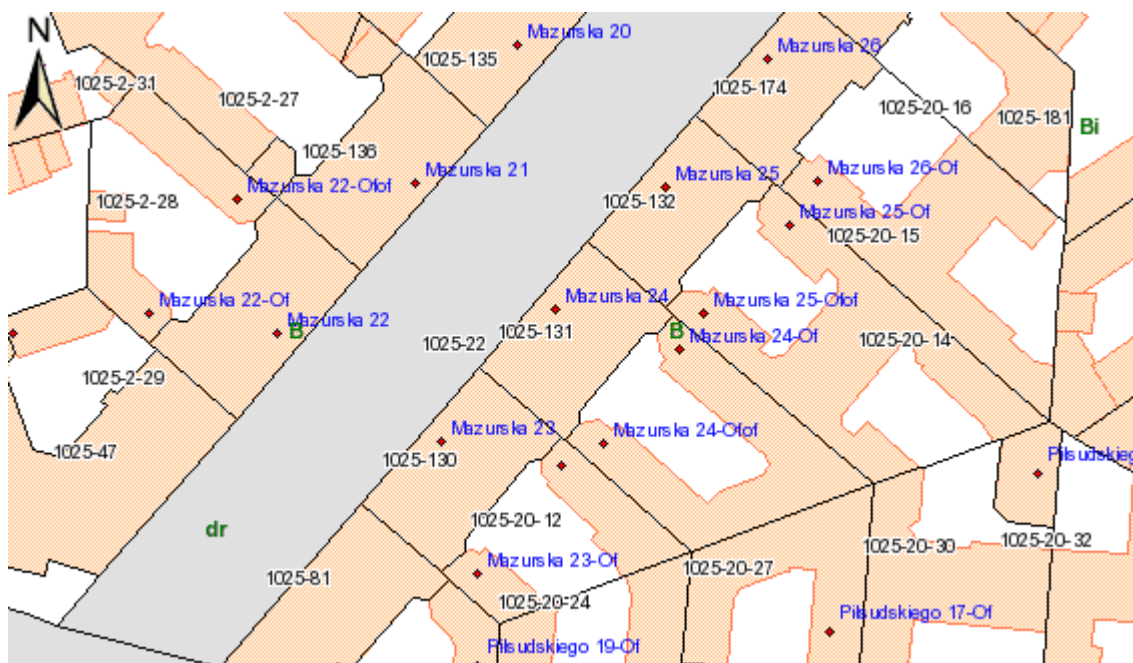 N
Mazurska 20
Mazurska 26
1025-135
1025-2-31
1025-174
1025-2-27
1025-20-16
1025-181
Bi
1025-136
Mazurska 26-Of
Mazurska 21
Mazurska 25
Mazurska 22-Ofof
1025-2-28
1025-132
Mazurska 25-Of
1025-20-15
Mazurska 22-Of
Mazurska 24
Mazurska 25-Ofof
Mazurska 22
B
1025-131
B
Mazurska 24-Of
1025-22
1025-20-14
1025-2-29
Mazurska 23
Mazurska 24-Ofof
1025-47
1025-130
Piłsudskiego
1025-20-12
dr
1025-20-30
1025-20-32
Mazurska 23-Of
1025-81
1025-20-27
1025-20-24
Piłsudskiego 17-Of
Piłsudskiego 19-Of